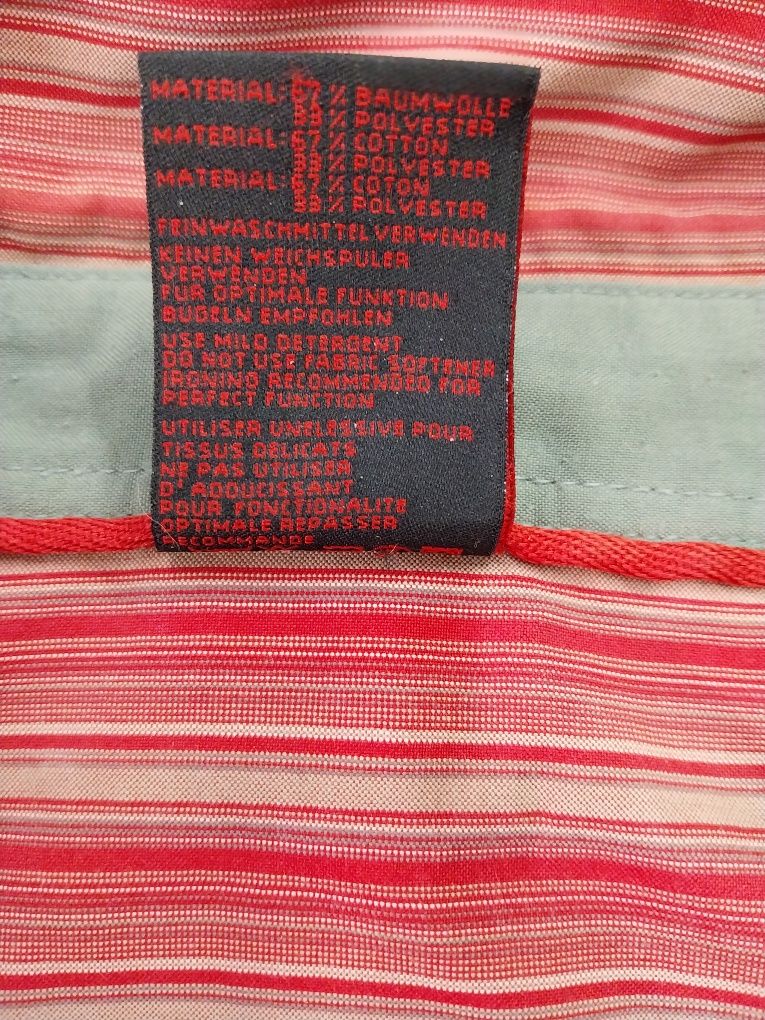 MATERIAL: 67 % BAUMWOLLE
33 % POLYESTER
MATERIAL: 67 % COTTON
33 % POLYESTER
MATERIAL: 67 % COTON
33 % POLYESTER
FEINWASCHMITTEL VERWENDEN
KEINEN WEICHSPULER
VERWENDEN
FUR OPTIMALE FUNKTION
BUGELN EMPFOHLEN
USE MILD DETERGENT
DO NOT USE FABRIC SOFTENER
IRONING RECOMMENDED FOR
PERFECT FUNCTION
UTILISER UNELESSIVE POUR
TISSUS DELICATS
NE PAS UTILISER
D'ADOUCISSANT
POUR FONCTIONALITE
OPTIMALE REPASSER
RECOMMANDE